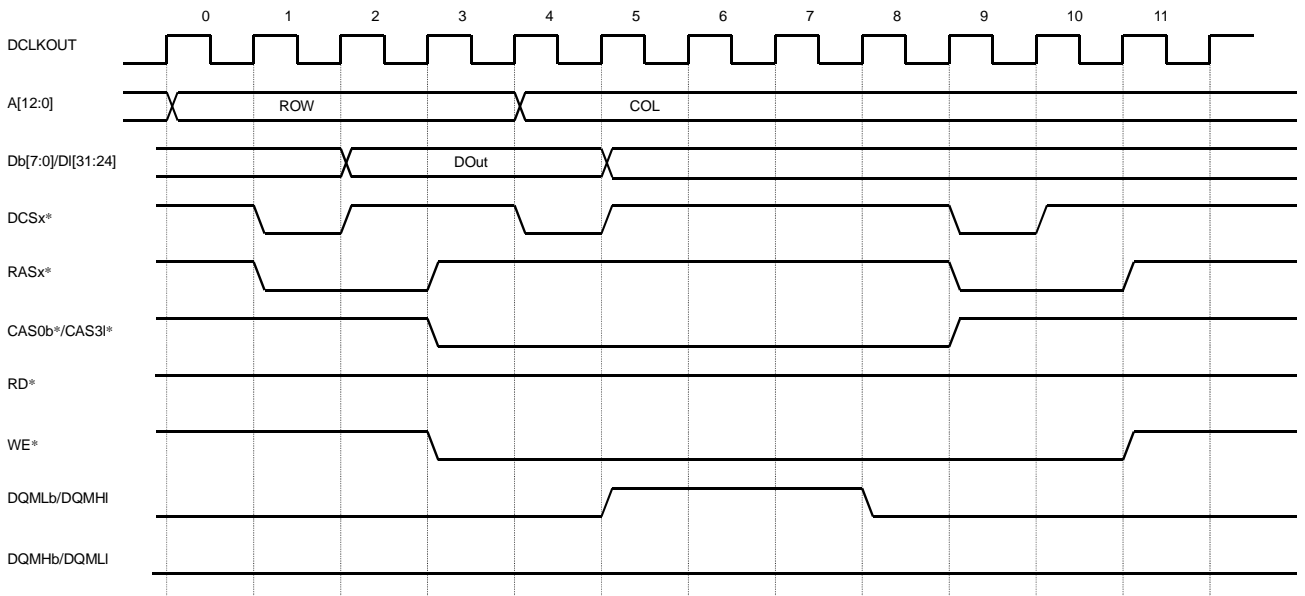 0 1 2 3 4 5 6 7 8 9 10 11
DCLKOUT
A[12:0] ROW COL
Db[7:0]/Dl[31:24] DOut
DCSx*
RASx*
CAS0b*/CAS3l*
RD*
WE*
DQMLb/DQMHl
DQMHb/DQMLl